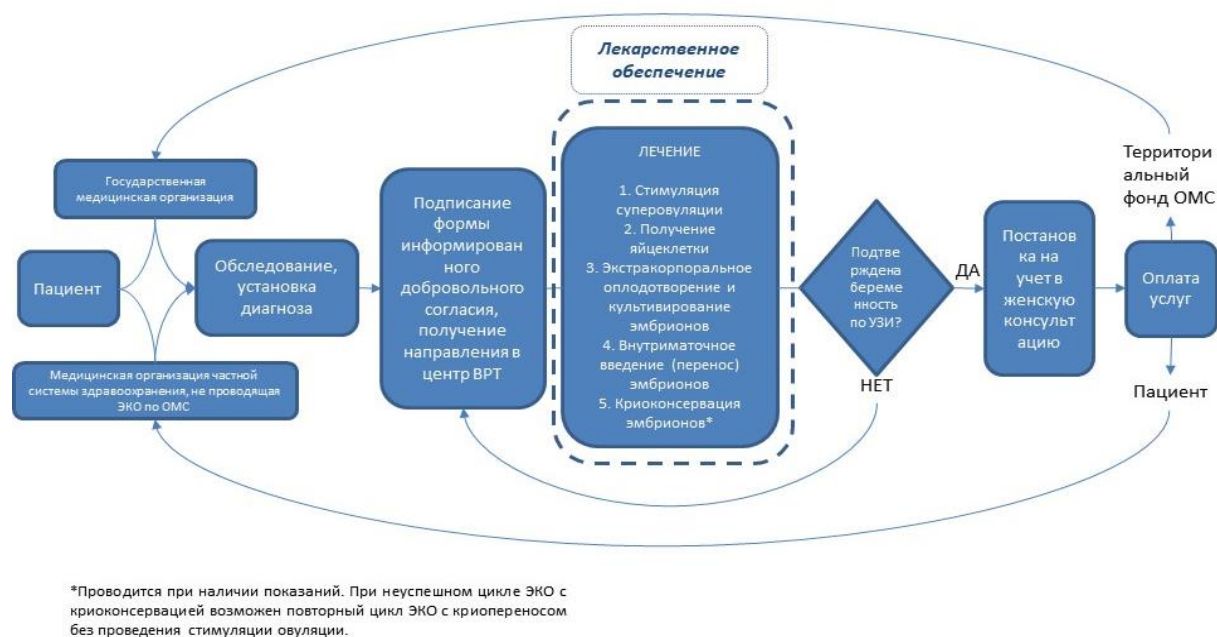 Лекарственное
обеспечение
Государственная
медицинская организация
Пациент
Медицинская организация частной
системы здравоохранения, не проводящая
ЭКО по ОМС
Обследование,
установка
диагноза
Подписание
формы
информирован
ного
добровольного
согласия,
получение
направления в
центр ВРТ
ЛЕЧЕНИЕ
1. Стимуляция
суперовуляции
2. Получение
яйцеклетки
3. Экстракорпоральное
оплодотворение и
культивирование
эмбрионов
4. Внутриматочное
введение (перенос)
эмбрионов
5. Криоконсервация
эмбрионов*
Подтве
рждена
береме
нность
по УЗИ?
ДА
НЕТ
Постанов
ка на
учет в
женскую
консульт
ацию
Территори
альный
фонд ОМС
Оплата
услуг
Пациент
*Проводится при наличии показаний. При неуспешном цикле ЭКО с
криоконсервацией возможен повторный цикл ЭКО с криопереносом
без проведения стимуляции овуляции.